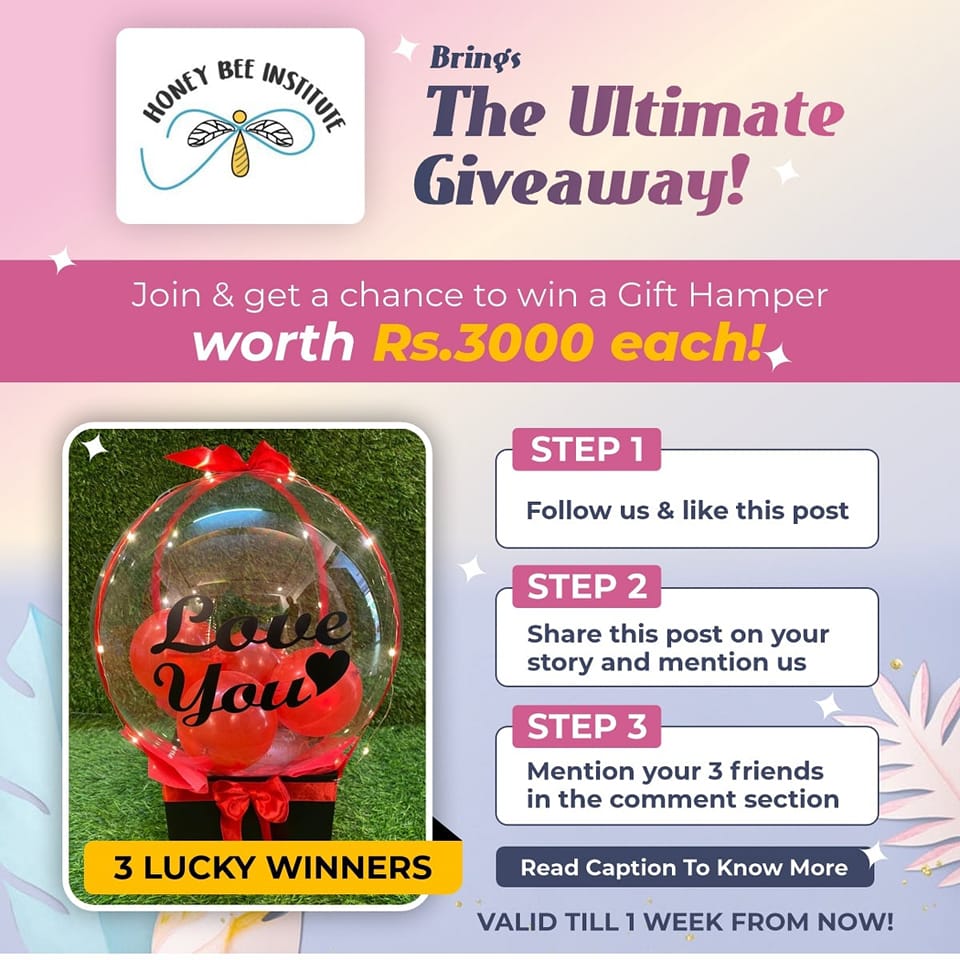 HONEY BEE INSTITUTE
Brings
The Ultimate
Giveaway!
Join & get a chance to win a Gift Hamper
worth Rs.3000 each!
Love
You
3 LUCKY WINNERS
STEP 1
Follow us & like this post
STEP 2
Share this post on your
story and mention us
STEP 3
Mention your 3 friends
in the comment section
Read Caption To Know More
VALID TILL 1 WEEK FROM NOW!